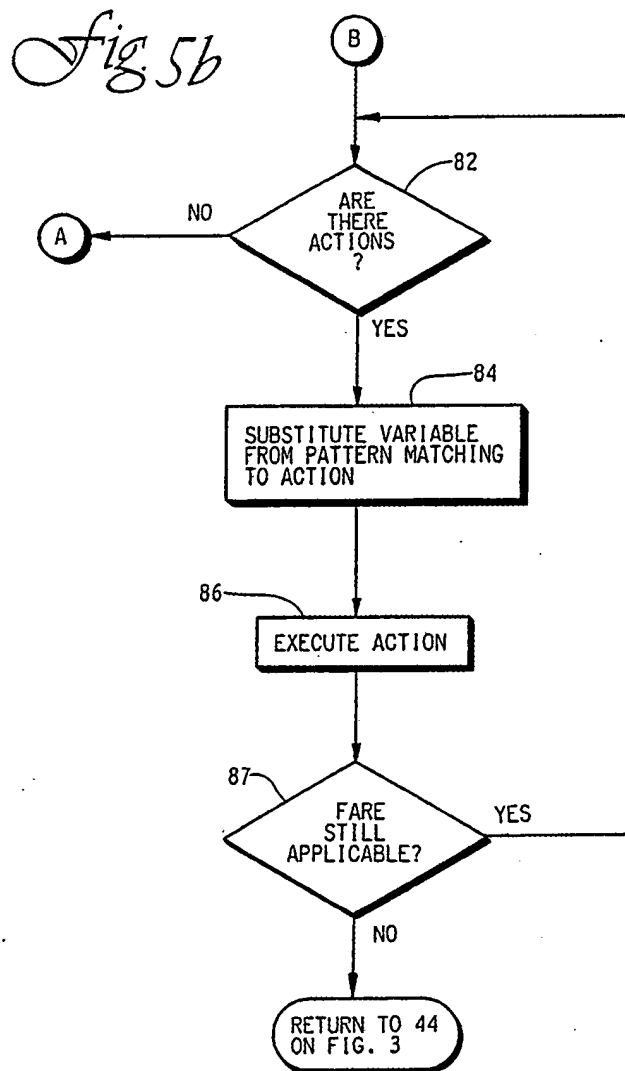 Fig. 5b
B
82
ARE
THERE
ACTIONS
?
NO
A
YES
84
SUBSTITUTE VARIABLE
FROM PATTERN MATCHING
TO ACTION
86
EXECUTE ACTION
87
FARE
STILL
APPLICABLE?
YES
NO
RETURN TO 44
ON FIG. 3